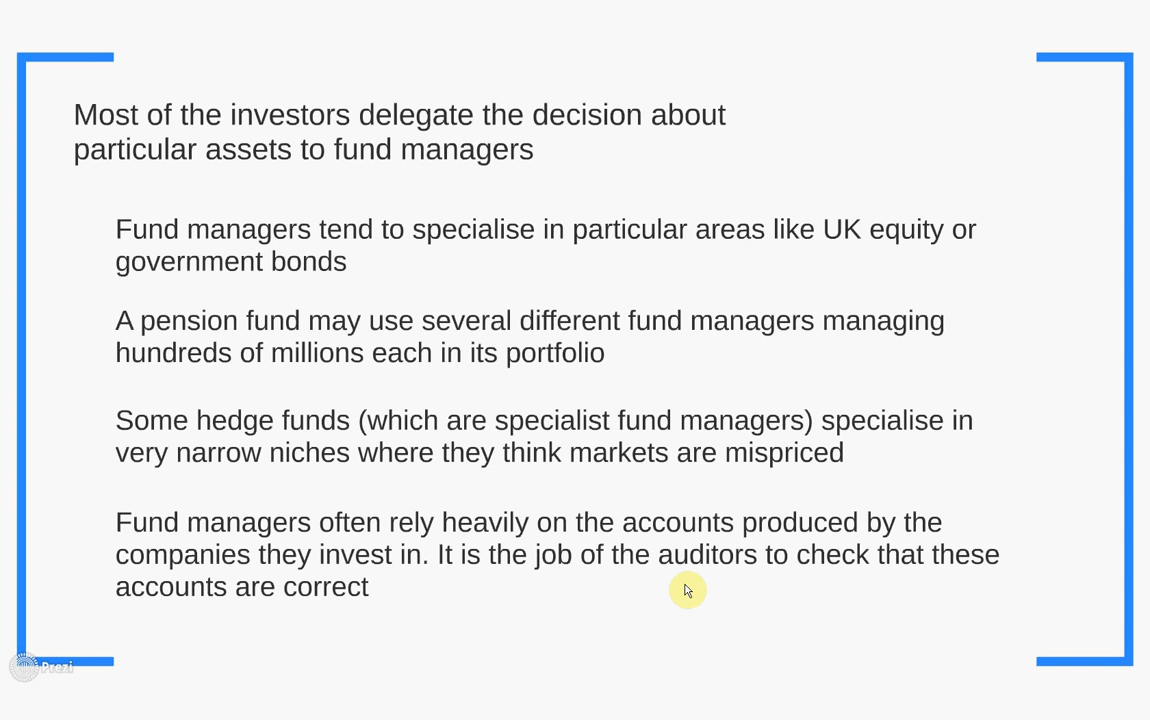 Most of the investors delegate the decision about
particular assets to fund managers
Fund managers tend to specialise in particular areas like UK equity or
government bonds
A pension fund may use several different fund managers managing
hundreds of millions each in its portfolio
Some hedge funds (which are specialist fund managers) specialise in
very narrow niches where they think markets are mispriced
Fund managers often rely heavily on the accounts produced by the
companies they invest in. It is the job of the auditors to check that these
accounts are correct
Prezi